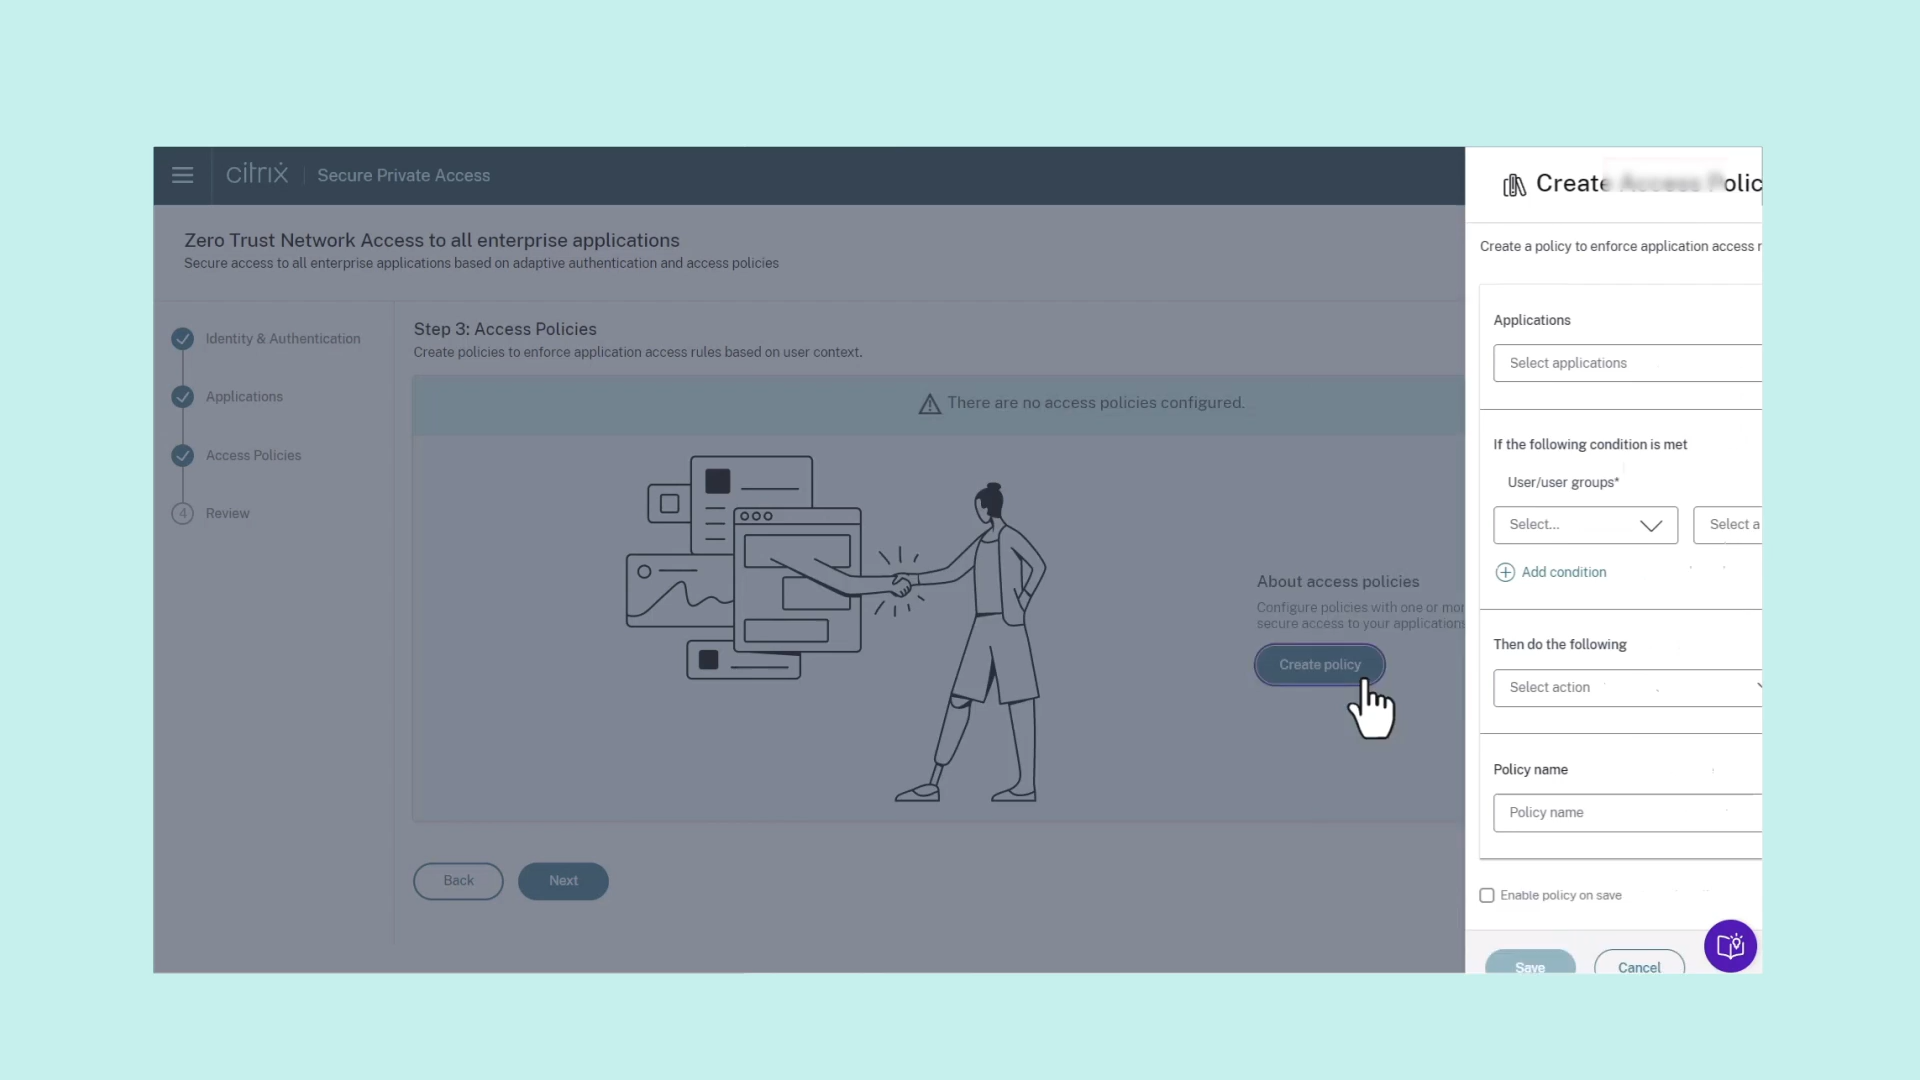 citrix
Secure Private Access
Zero Trust Network Access to all enterprise applications
Secure access to all enterprise applications based on adaptive authentication and access policies
Identity & Authentication
Applications
Access Policies
4
Review
Step 3: Access Policies
Create policies to enforce application access rules based on user context.
There are no access policies configured.
About access policies
Configure policies with one or mor
secure access to your applications
Create policy
Back
Next
Create Access Polic
Create a policy to enforce application access r
Applications
Select applications
If the following condition is met
User/user groups*
Select...
Select a
Add condition
Then do the following
Select action
Policy name
Policy name
Enable policy on save
Save
Cancel